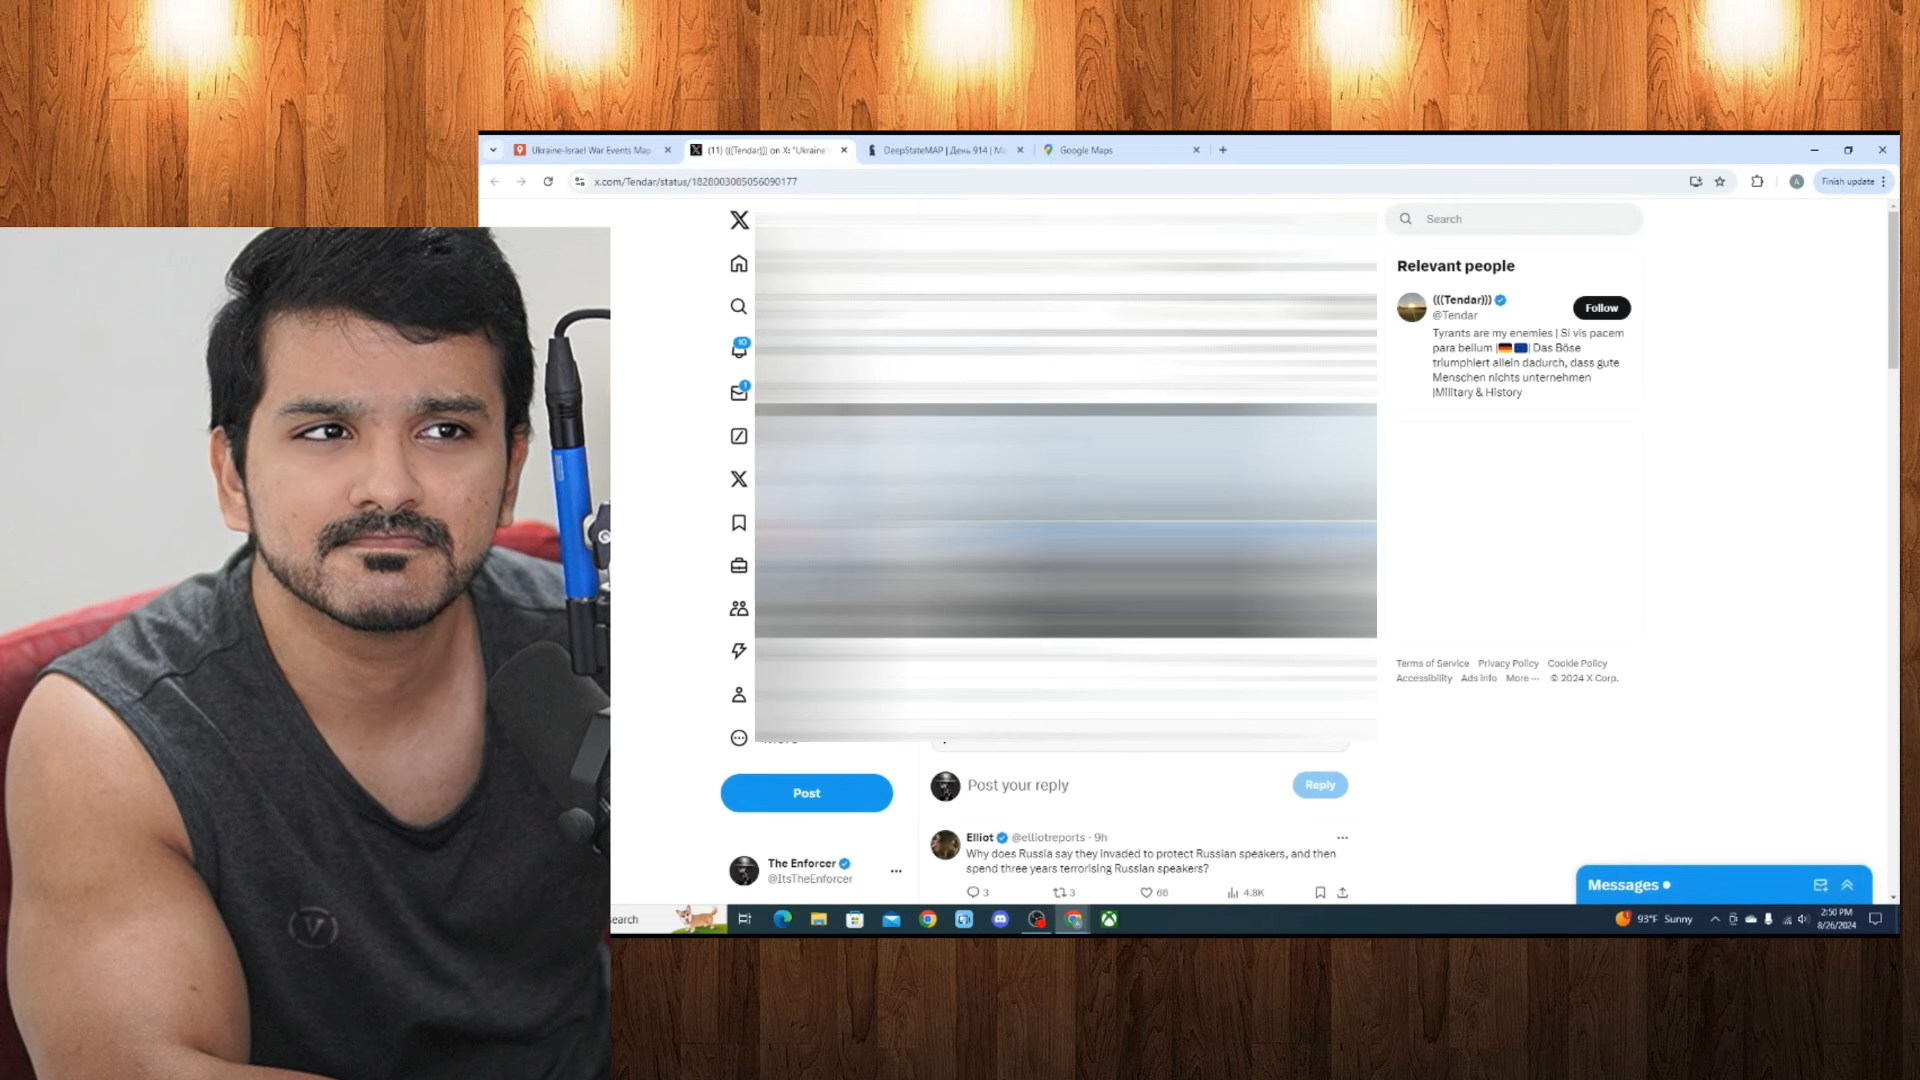 Ukraine-Israel War Events Map
(11) (((Tendar))) on X: "Ukraine's
DeepStateMAP | День 914 | Ма
Google Maps
x.com/Tendar/status/1828003085056090177
Finish update
Search
Relevant people
(((Tendar)))
@Tendar
Follow
Tyrants are my enemies | Si vis pacem
para bellum | | Das Böse
triumphiert allein dadurch, dass gute
Menschen nichts unternehmen
|Military & History
10
1
Terms of Service Privacy Policy Cookie Policy
Accessibility Ads info More ··· © 2024 X Corp.
Post
Post your reply
Reply
Elliot @elliotreports · 9h
Why does Russia say they invaded to protect Russian speakers, and then
spend three years terrorising Russian speakers?
3 3 66 4.8K
The Enforcer
@ItsTheEnforcer
Messages
earch
93°F Sunny
2:50 PM
8/26/2024